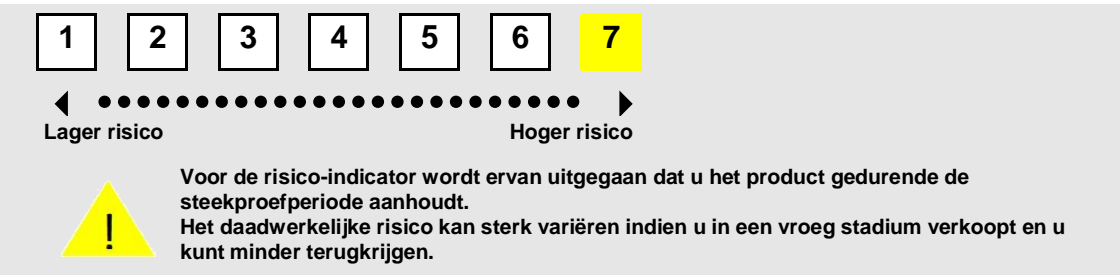 1 2 3 4 5 6 7
Lager risico Hoger risico
Voor de risico-indicator wordt ervan uitgegaan dat u het product gedurende de
steekproefperiode aanhoudt.
!
Het daadwerkelijke risico kan sterk variëren indien u in een vroeg stadium verkoopt en u
kunt minder terugkrijgen.